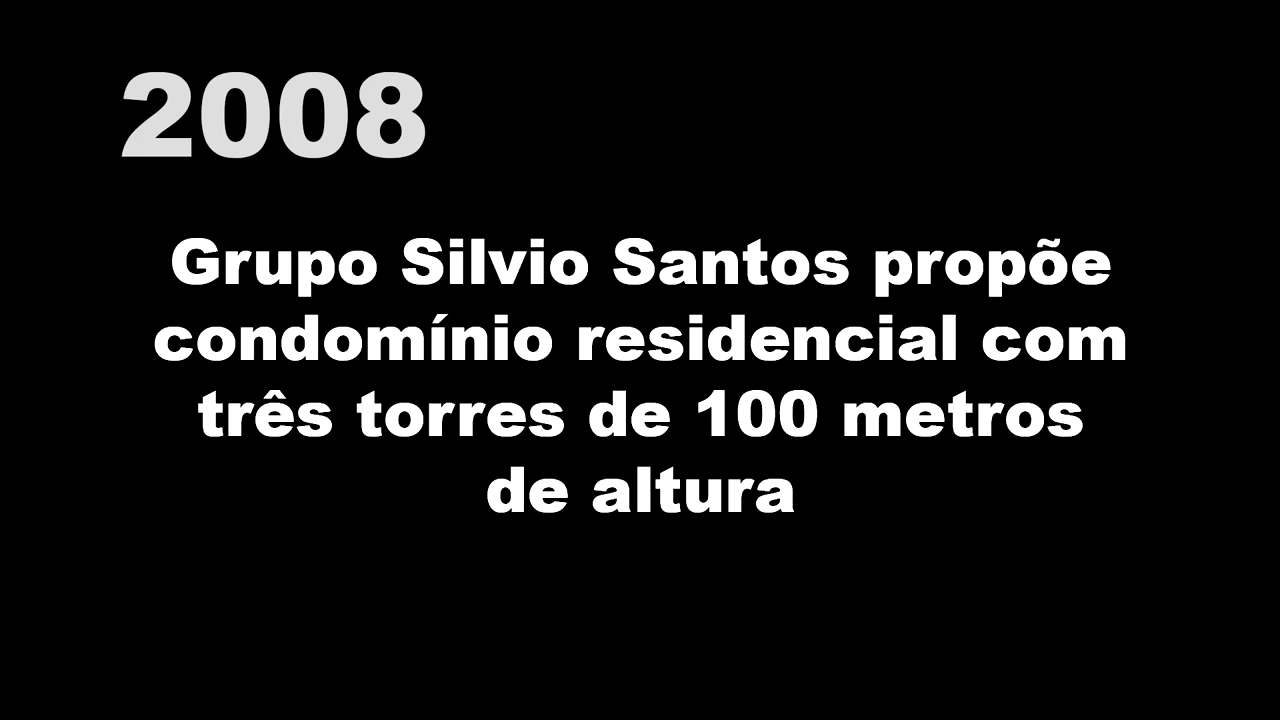 2008
Grupo Silvio Santos propõe
condomínio residencial com
três torres de 100 metros
de altura